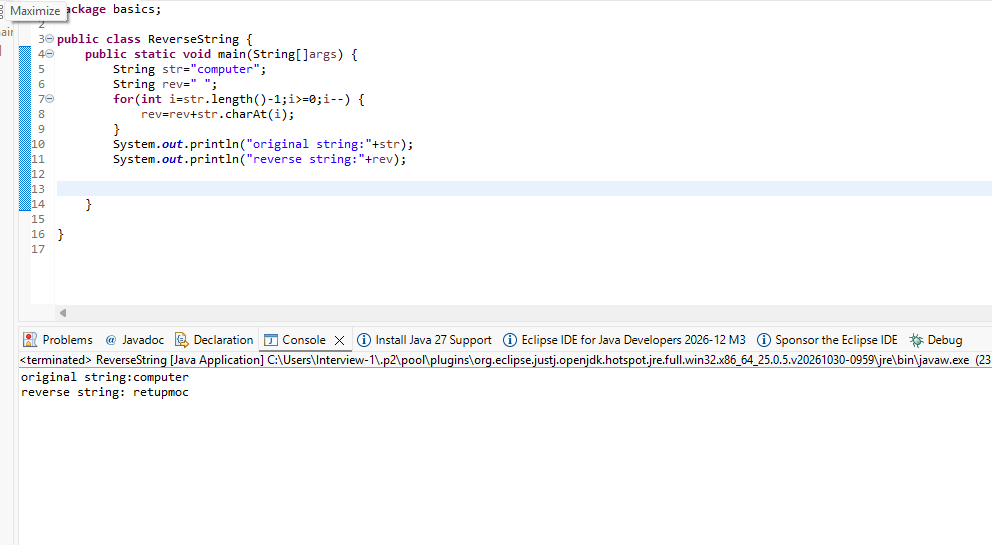 Maximize
package basics;
2
ain
3 public class ReverseString {
4 public static void main(String[]args) {
5 String str="computer";
6 String rev=" ";
7 for(int i=str.length()-1;i>=0;i--) {
8 rev=rev+str.charAt(i);
9 }
10 System.out.println("original string:"+str);
11 System.out.println("reverse string:"+rev);
12
13
14 }
15
16 }
17
Problems @ Javadoc Declaration Console Install Java 27 Support Eclipse IDE for Java Developers 2026-12 M3 Sponsor the Eclipse IDE Debug
<terminated> ReverseString [Java Application] C:\Users\Interview-1\.p2\pool\plugins\org.eclipse.justj.openjdk.hotspot.jre.full.win32.x86_64_25.0.5.v20261030-0959\jre\bin\javaw.exe (23
original string:computer
reverse string: retupmoc